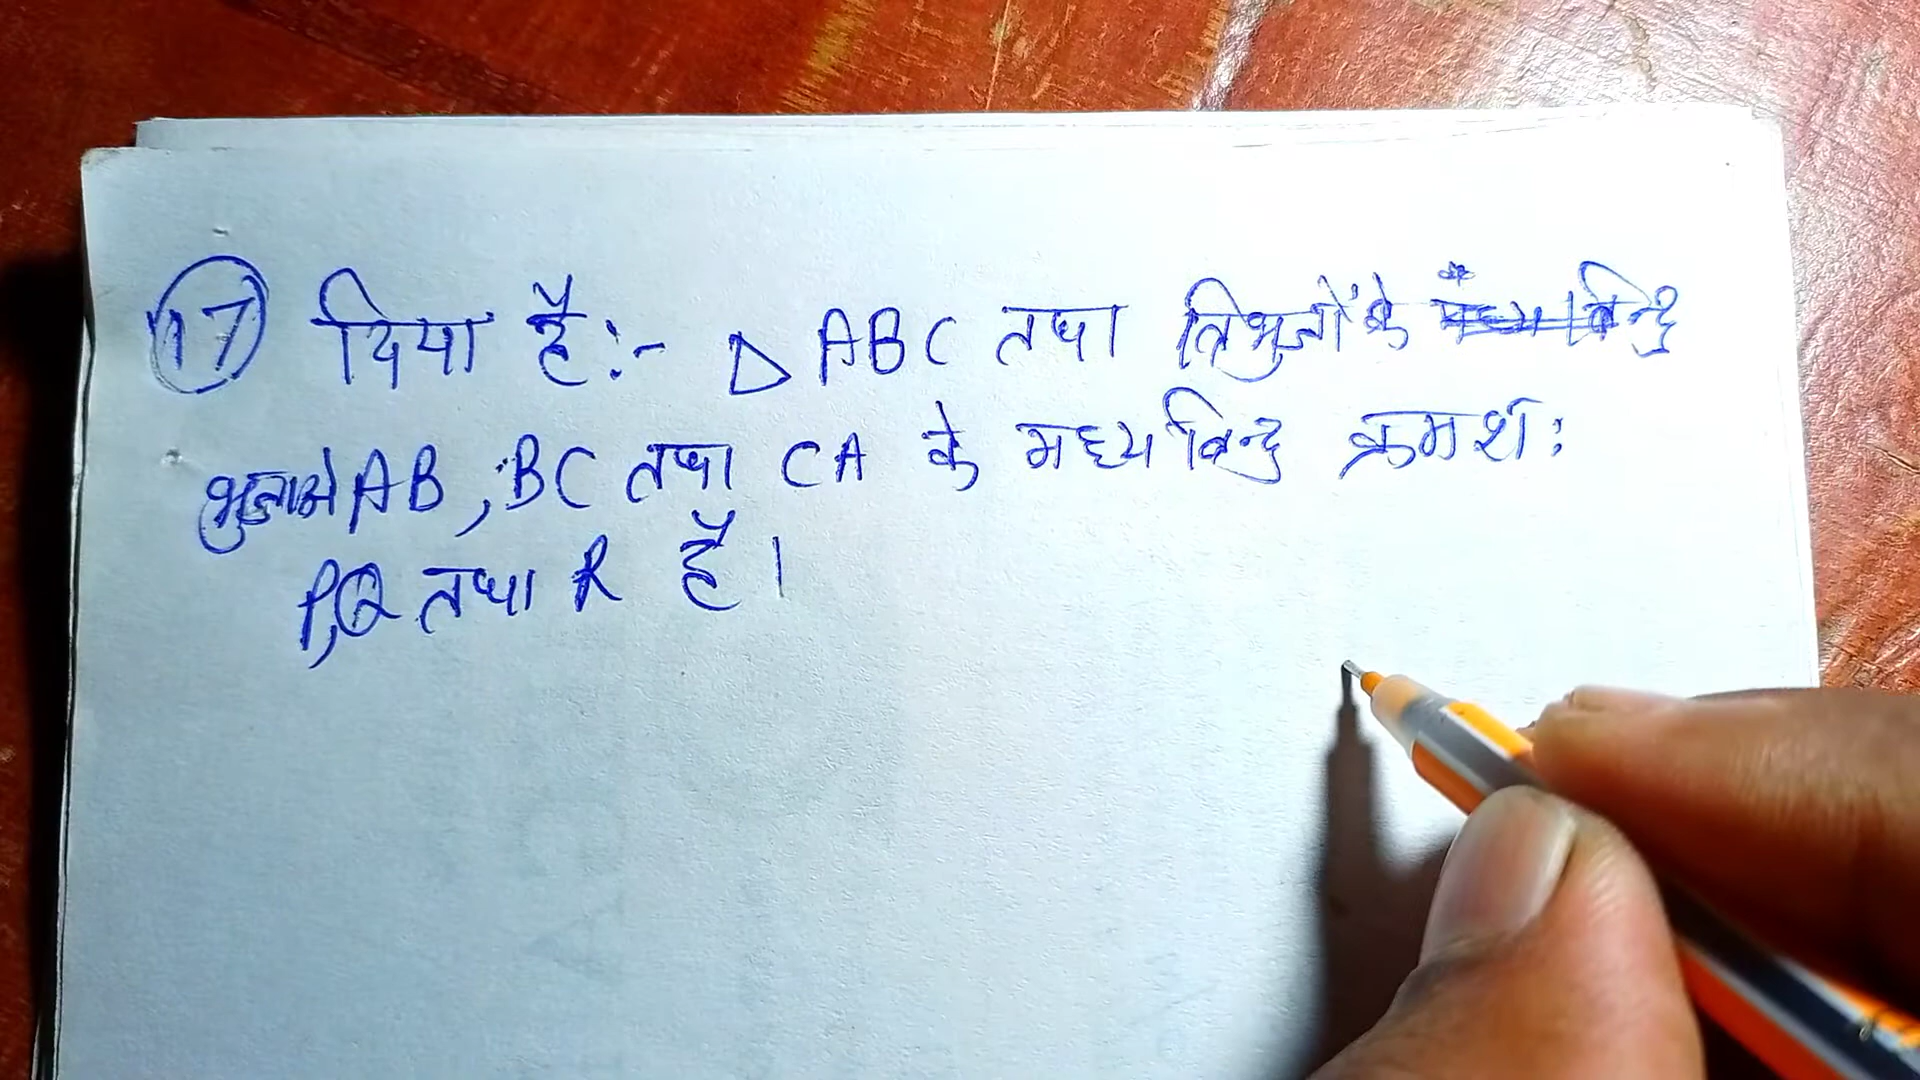 17 दिया है:- △ ABC तथा त्रिभुजों के
भुजाओं AB, BC तथा CA के मध्य बिन्दु क्रमश:
P,Q तथा R है।